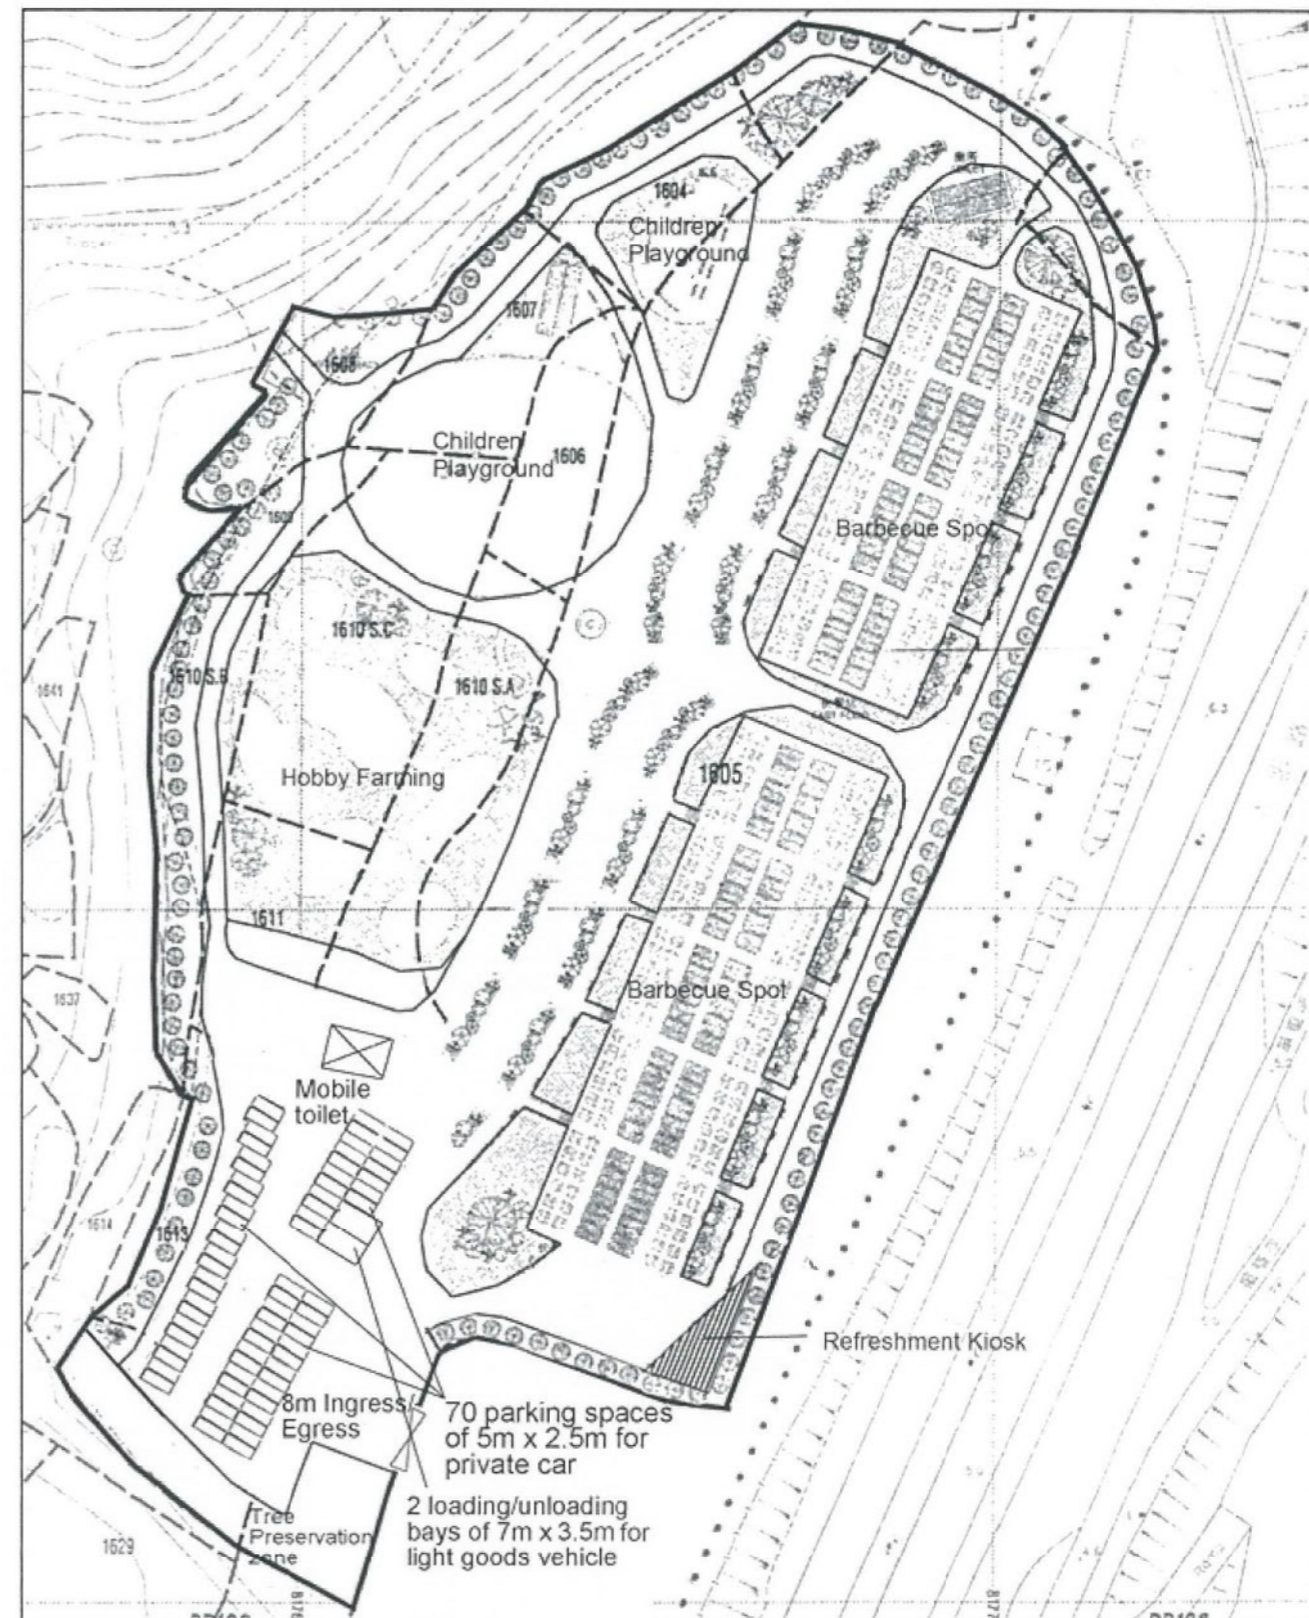 1604
Children
Playground
1607
1608
Children
Playground
1606
Barbecue Spot
1610 S.C
1610 S.B
1610 S.A
1641
Hobby Farming
1605
1611
Barbecue Spot
1637
Mobile
toilet
1614
1613
Refreshment Kiosk
8m Ingress/
Egress
70 parking spaces
of 5m x 2.5m for
private car
2 loading/unloading
bays of 7m x 3.5m for
light goods vehicle
Tree
Preservation
zone
1629